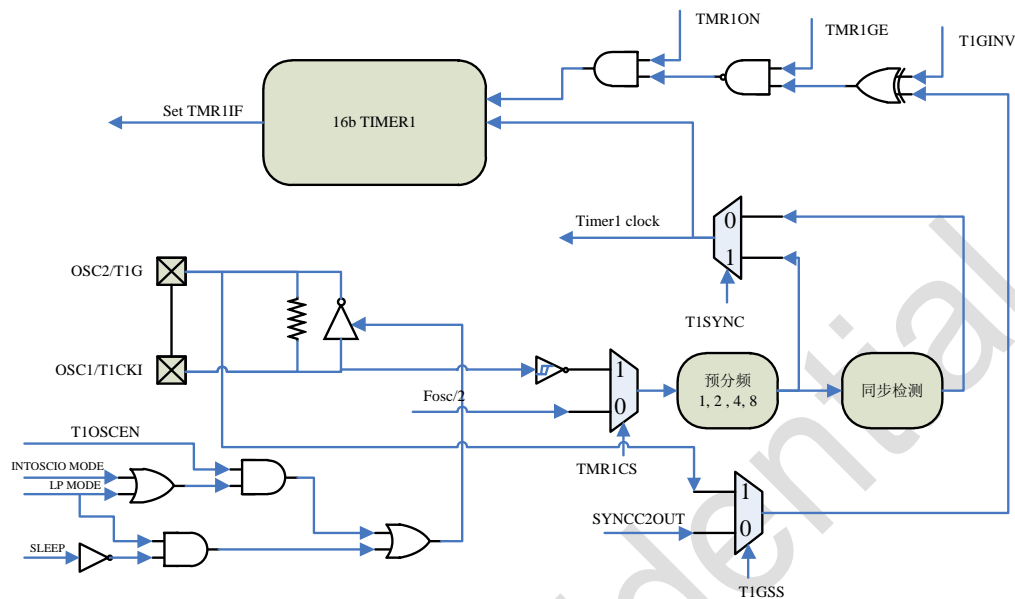 TMR1ON
TMR1GE
T1GINV
Set TMR1IF
16b TIMER1
Timer1 clock
0
1
T1SYNC
OSC2/T1G
OSC1/T1CKI
预分频
1, 2 , 4, 8
同步检测
1
0
Fosc/2
TMR1CS
T1OSCEN
INTOSCIO MODE
LP MODE
SLEEP
1
0
SYNCC2OUT
T1GSS